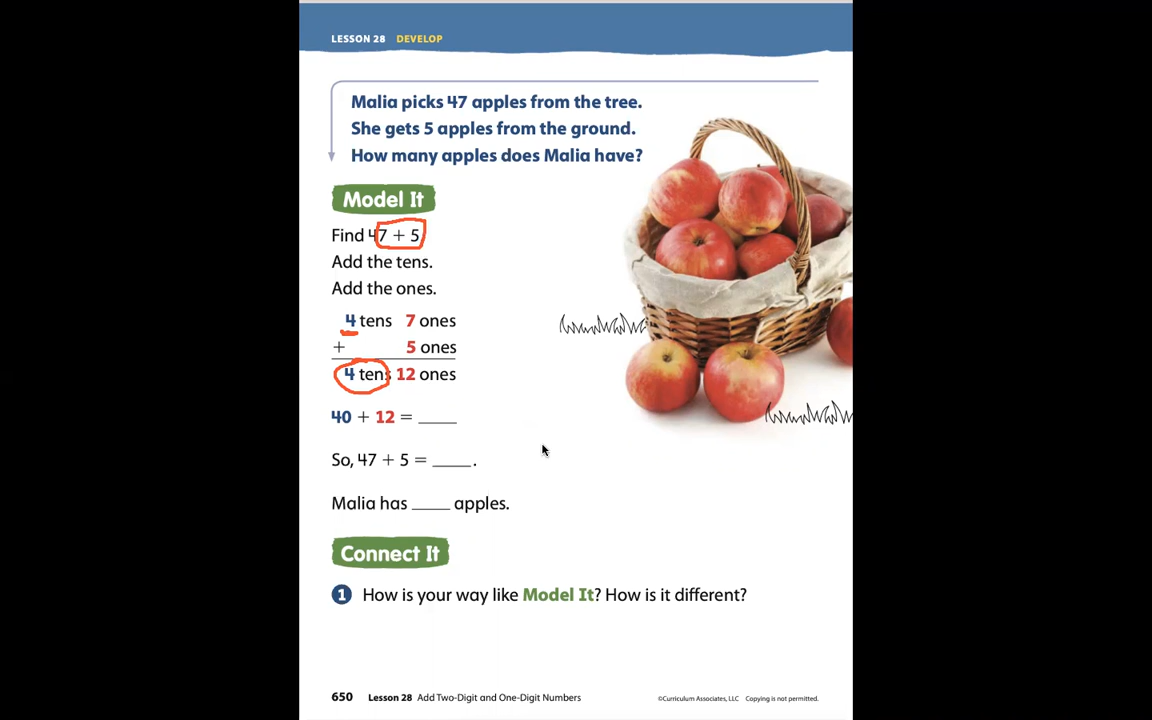 LESSON 28 DEVELOP
Malia picks 47 apples from the tree.
She gets 5 apples from the ground.
How many apples does Malia have?
Model It
Find 47 + 5
Add the tens.
Add the ones.
4 tens 7 ones
+ 5 ones
4 tens 12 ones
40 + 12 = ____
So, 47 + 5 = ____.
Malia has ____ apples.
Connect It
1 How is your way like Model It? How is it different?
650 Lesson 28 Add Two-Digit and One-Digit Numbers ©Curriculum Associates, LLC Copying is not permitted.